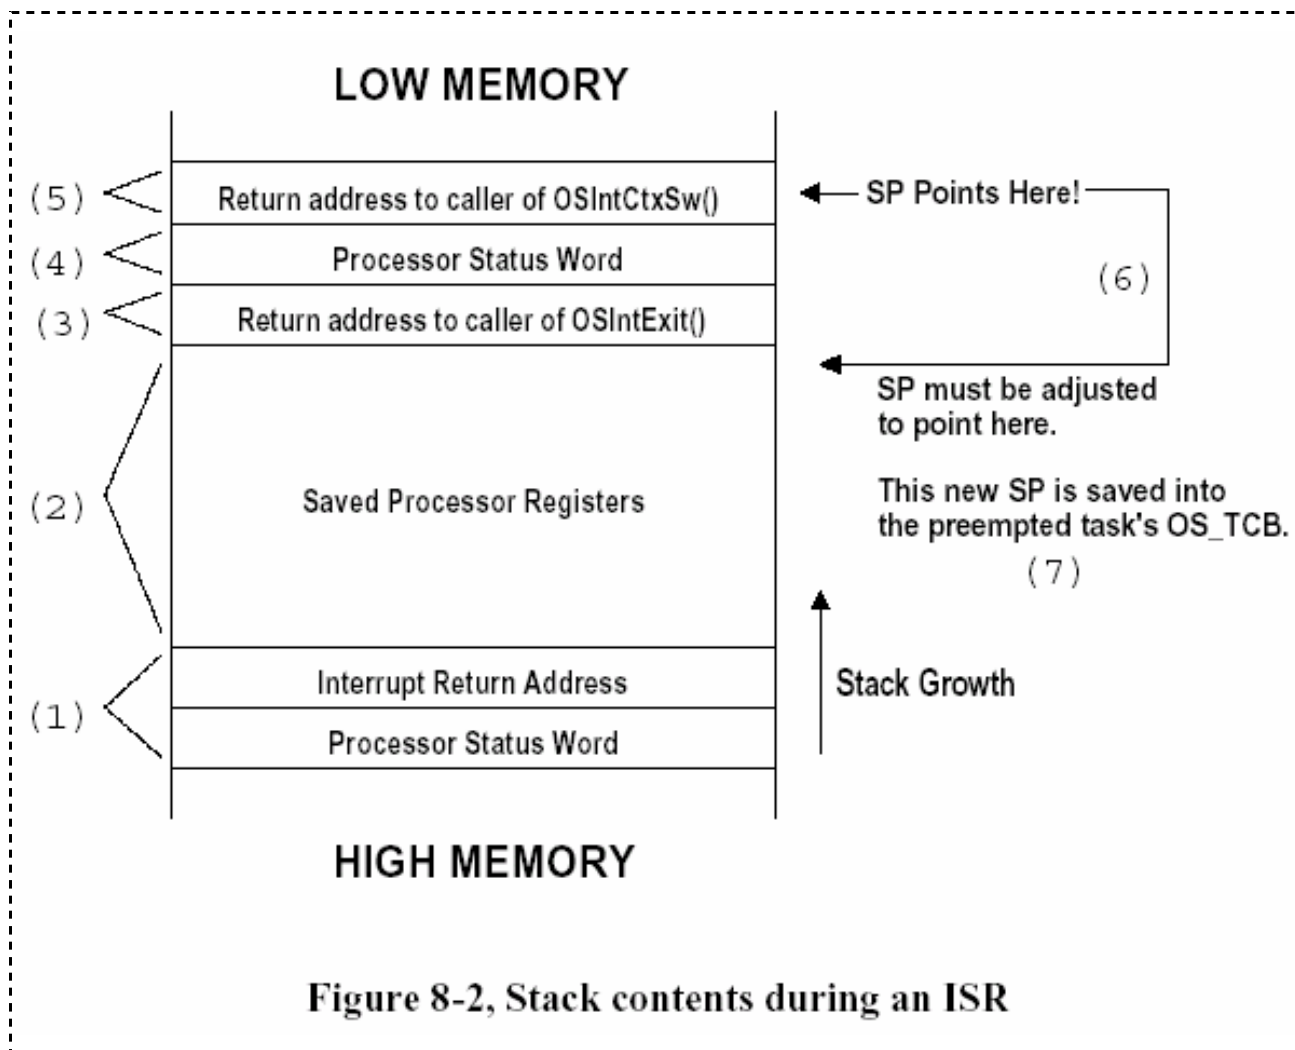 LOW MEMORY
(5)
Return address to caller of OSIntCtxSw()
SP Points Here!
(4)
Processor Status Word
(6)
(3)
Return address to caller of OSIntExit()
SP must be adjusted
to point here.
(2)
Saved Processor Registers
This new SP is saved into
the preempted task's OS_TCB.
(7)
(1)
Interrupt Return Address
Stack Growth
Processor Status Word
HIGH MEMORY
Figure 8-2, Stack contents during an ISR